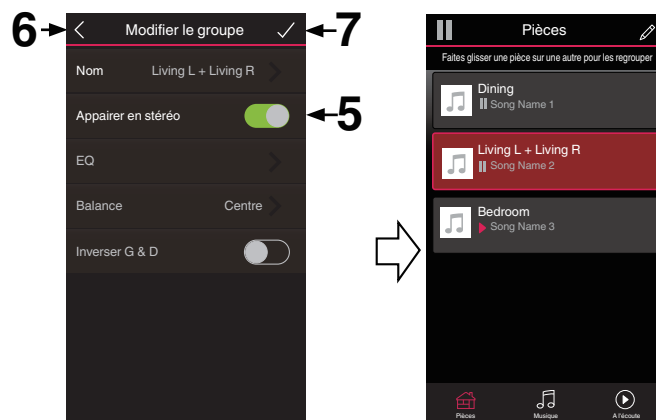 6
Modifier le groupe
7
Nom Living L + Living R
Appairer en stéréo
5
EQ
Balance Centre
Inverser G & D
Pièces
Faites glisser une pièce sur une autre pour les regrouper
Dining
Song Name 1
Living L + Living R
Song Name 2
Bedroom
Song Name 3
Pièces Musique A l'écoute